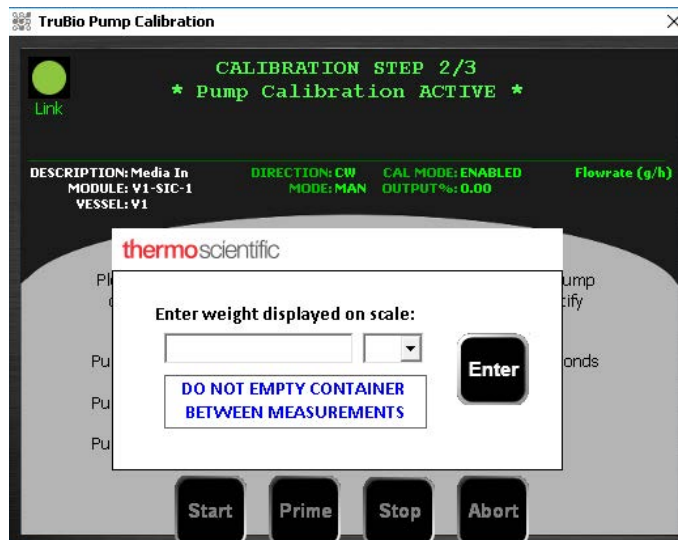 TruBio Pump Calibration
CALIBRATION STEP 2/3
* Pump Calibration ACTIVE *
Link
DESCRIPTION: Media In DIRECTION: CW CAL MODE: ENABLED Flowrate (g/h)
MODULE: V1-SIC-1 MODE: MAN OUTPUT%: 0.00
VESSEL: V1
thermoscientific
Enter weight displayed on scale:
Enter
DO NOT EMPTY CONTAINER
BETWEEN MEASUREMENTS
Start Prime Stop Abort